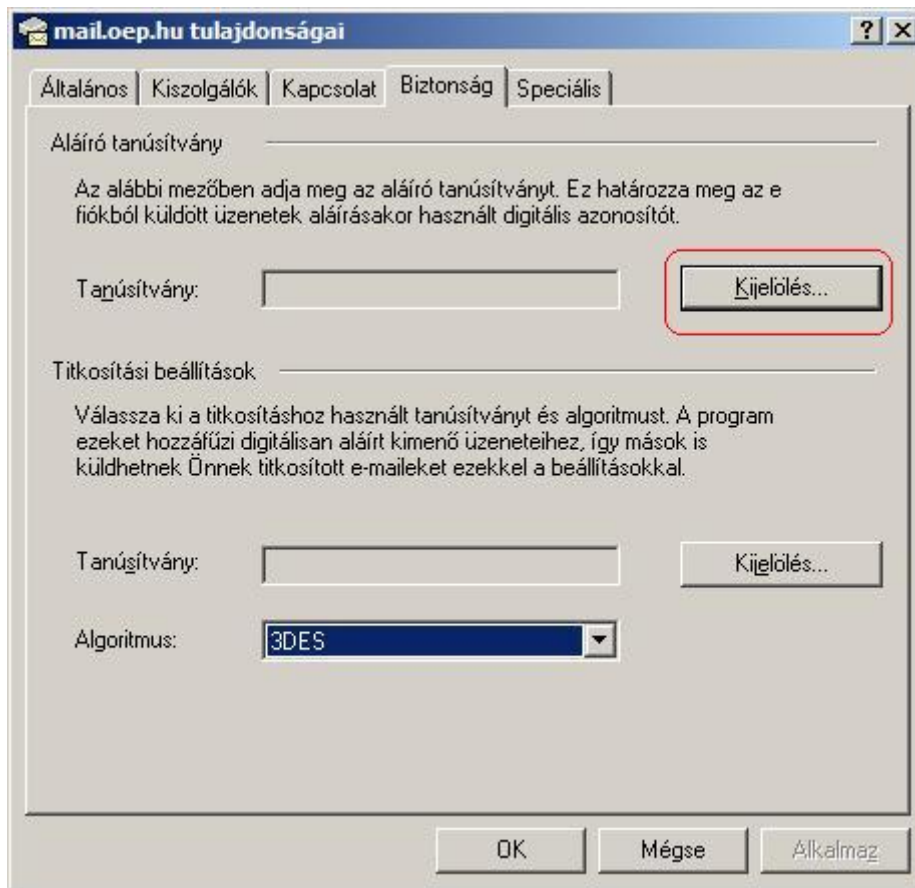 mail.oep.hu tulajdonságai
Általános Kiszolgálók Kapcsolat Biztonság Speciális
Aláíró tanúsítvány
Az alábbi mezőben adja meg az aláíró tanúsítványt. Ez határozza meg az e
fiókból küldött üzenetek aláírásakor használt digitális azonosítót.
Tanúsítvány: Kijelölés...
Titkosítási beállítások
Válassza ki a titkosításhoz használt tanúsítványt és algoritmust. A program
ezeket hozzáfűzi digitálisan aláírt kimenő üzeneteihez, így mások is
küldhetnek Önnek titkosított e-maileket ezekkel a beállításokkal.
Tanúsítvány: Kijelölés...
Algoritmus: 3DES
OK Mégse Alkalmaz